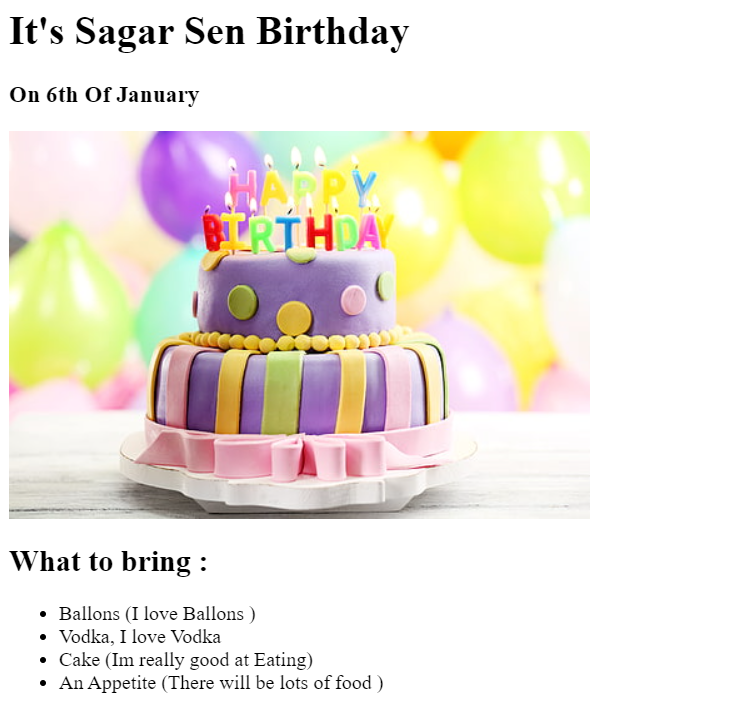 It's Sagar Sen Birthday
On 6th Of January
HAPPY
BIRTHDAY
What to bring :
Ballons (I love Ballons )
Vodka, I love Vodka
Cake (Im really good at Eating)
An Appetite (There will be lots of food )